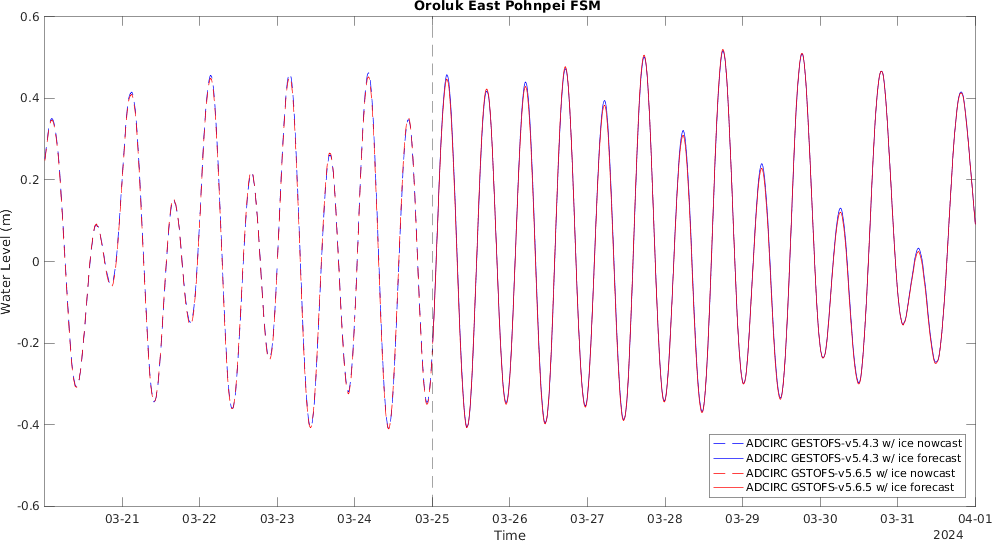 Oroluk East Pohnpei FSM
0.6
0.4
0.2
0
-0.2
-0.4
-0.6
Water Level (m)
ADCIRC GESTOFS-v5.4.3 w/ ice nowcast
ADCIRC GESTOFS-v5.4.3 w/ ice forecast
ADCIRC GSTOFS-v5.6.5 w/ ice nowcast
ADCIRC GSTOFS-v5.6.5 w/ ice forecast
03-21 03-22 03-23 03-24 03-25 03-26 03-27 03-28 03-29 03-30 03-31 04-01
Time
2024